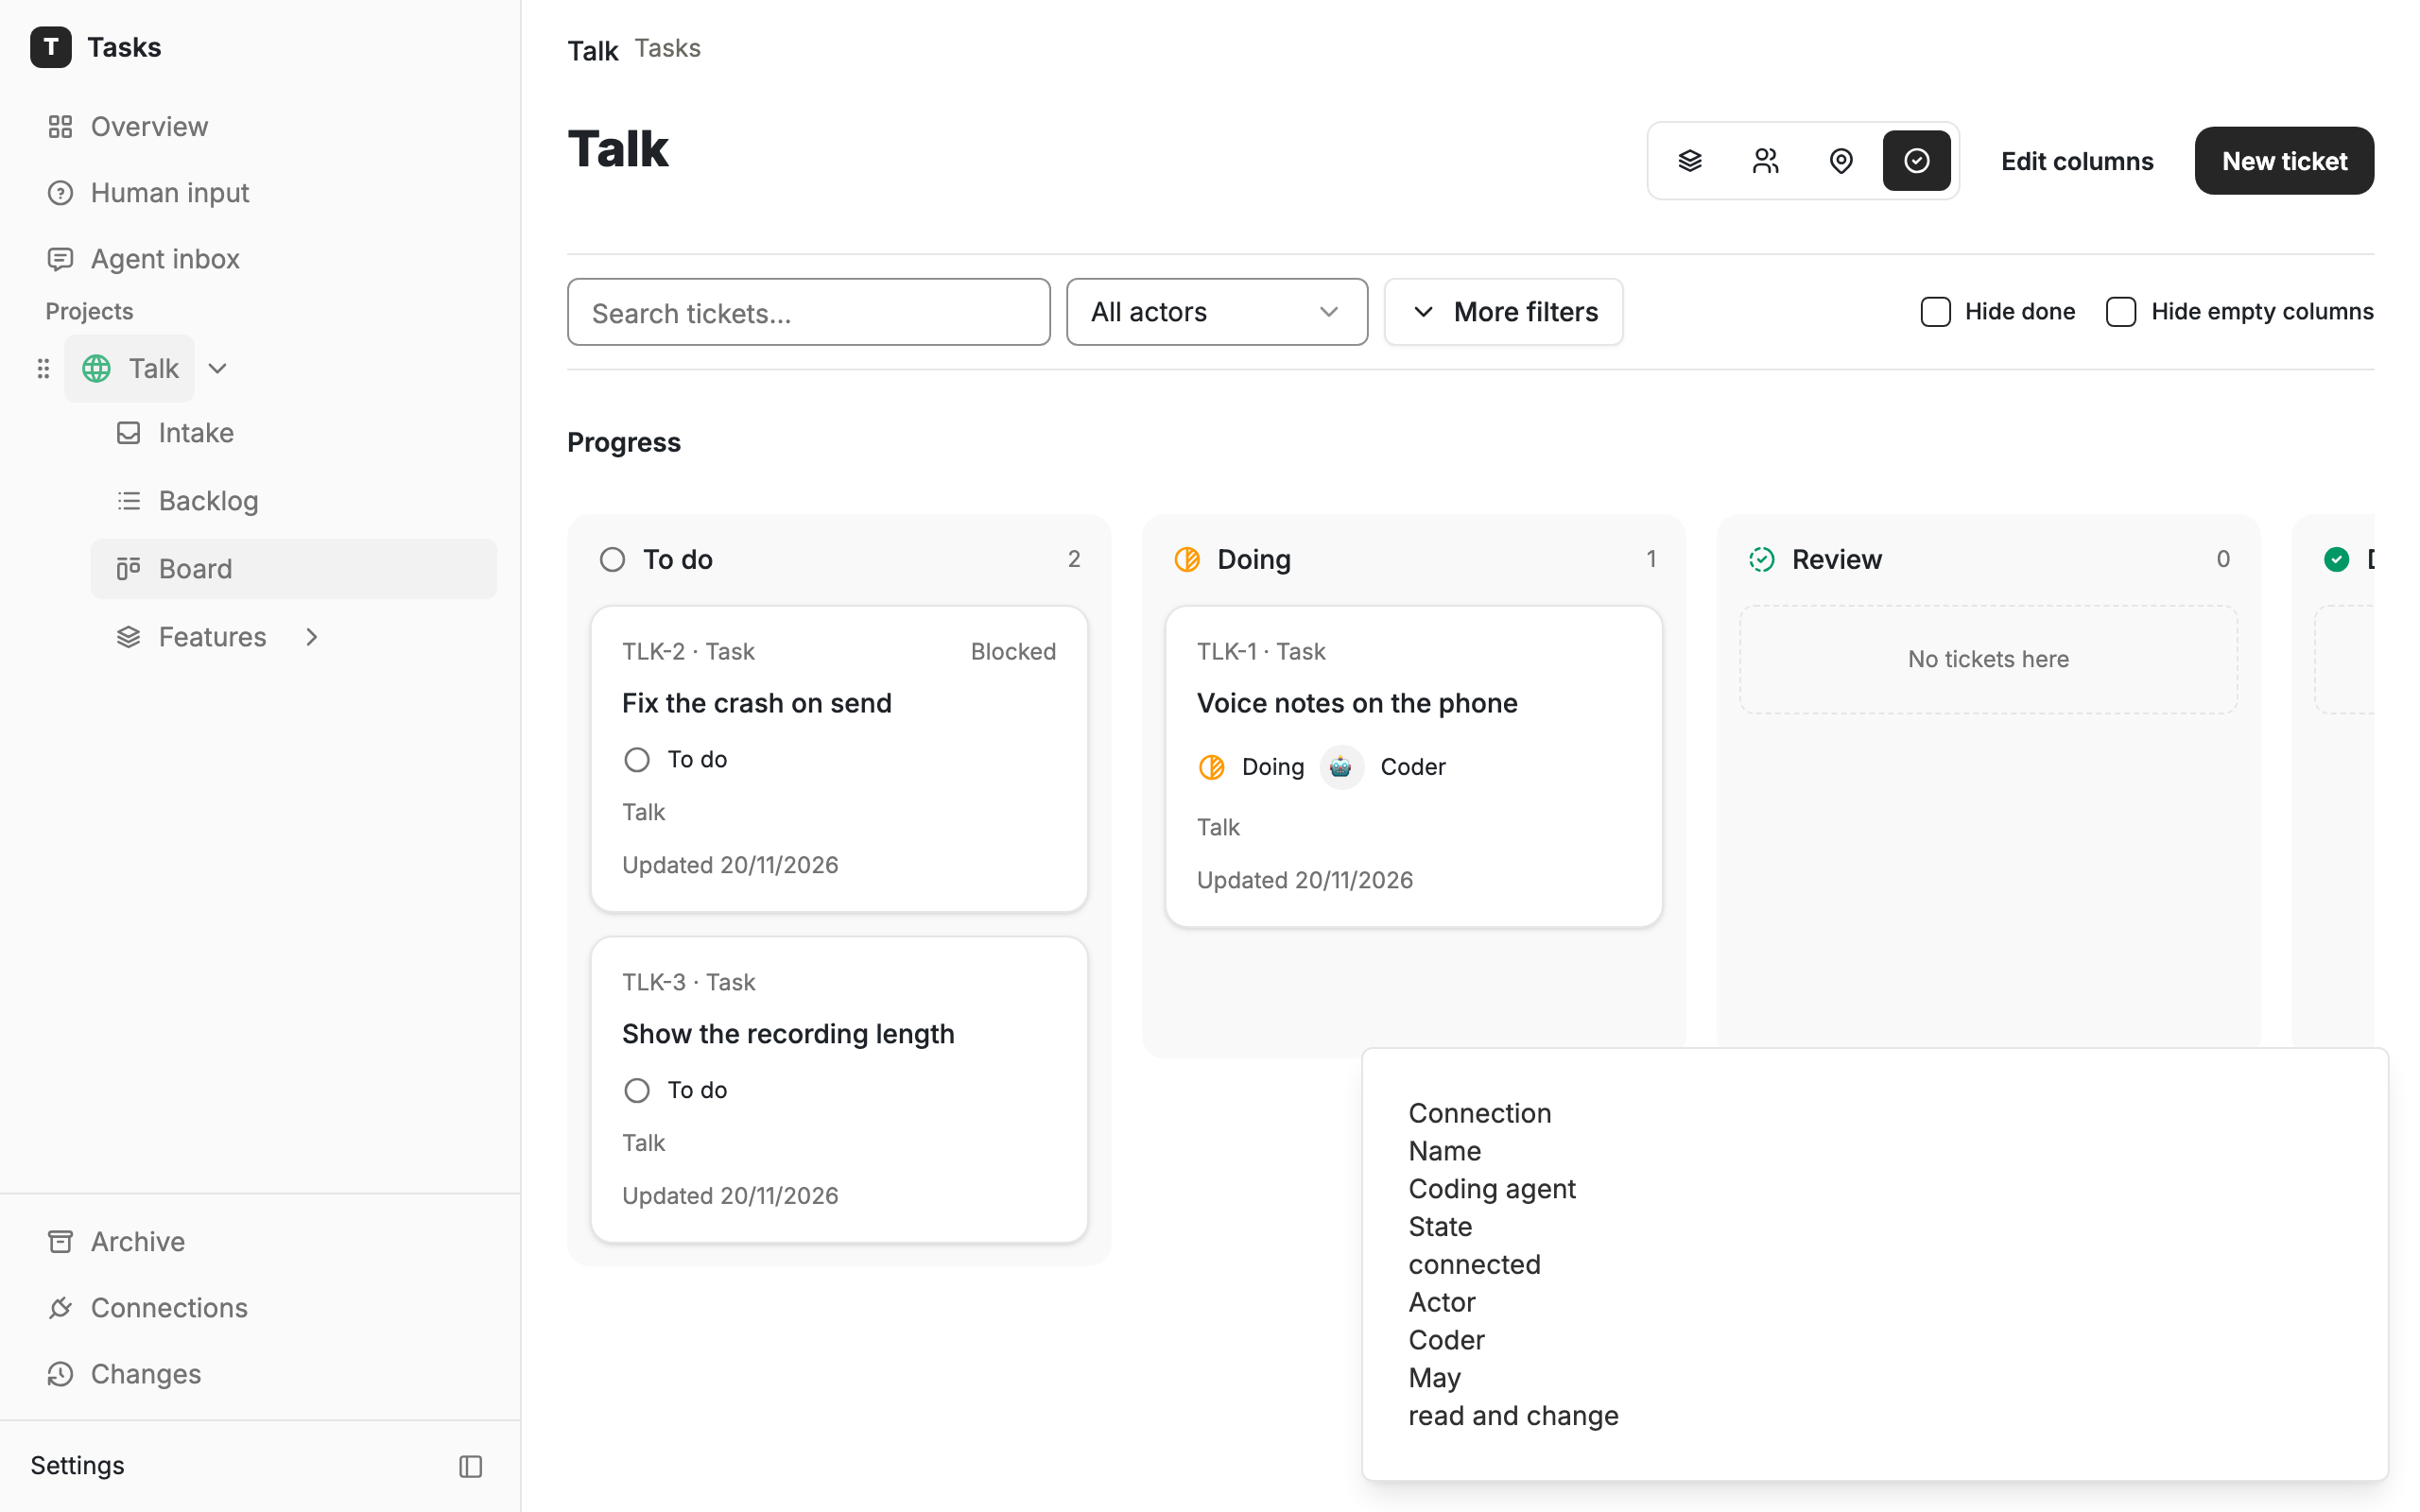 T Tasks
Overview
Human input
Agent inbox
Projects
Talk
Intake
Backlog
Board
Features
Archive
Connections
Changes
Settings
Talk Tasks
Talk
Edit columns
New ticket
Search tickets...
All actors
More filters
Hide done
Hide empty columns
Progress
To do 2
TLK-2 · Task Blocked
Fix the crash on send
To do
Talk
Updated 20/11/2026
TLK-3 · Task
Show the recording length
To do
Talk
Updated 20/11/2026
Doing 1
TLK-1 · Task
Voice notes on the phone
Doing Coder
Talk
Updated 20/11/2026
Review 0
No tickets here
Connection
Name
Coding agent
State
connected
Actor
Coder
May
read and change